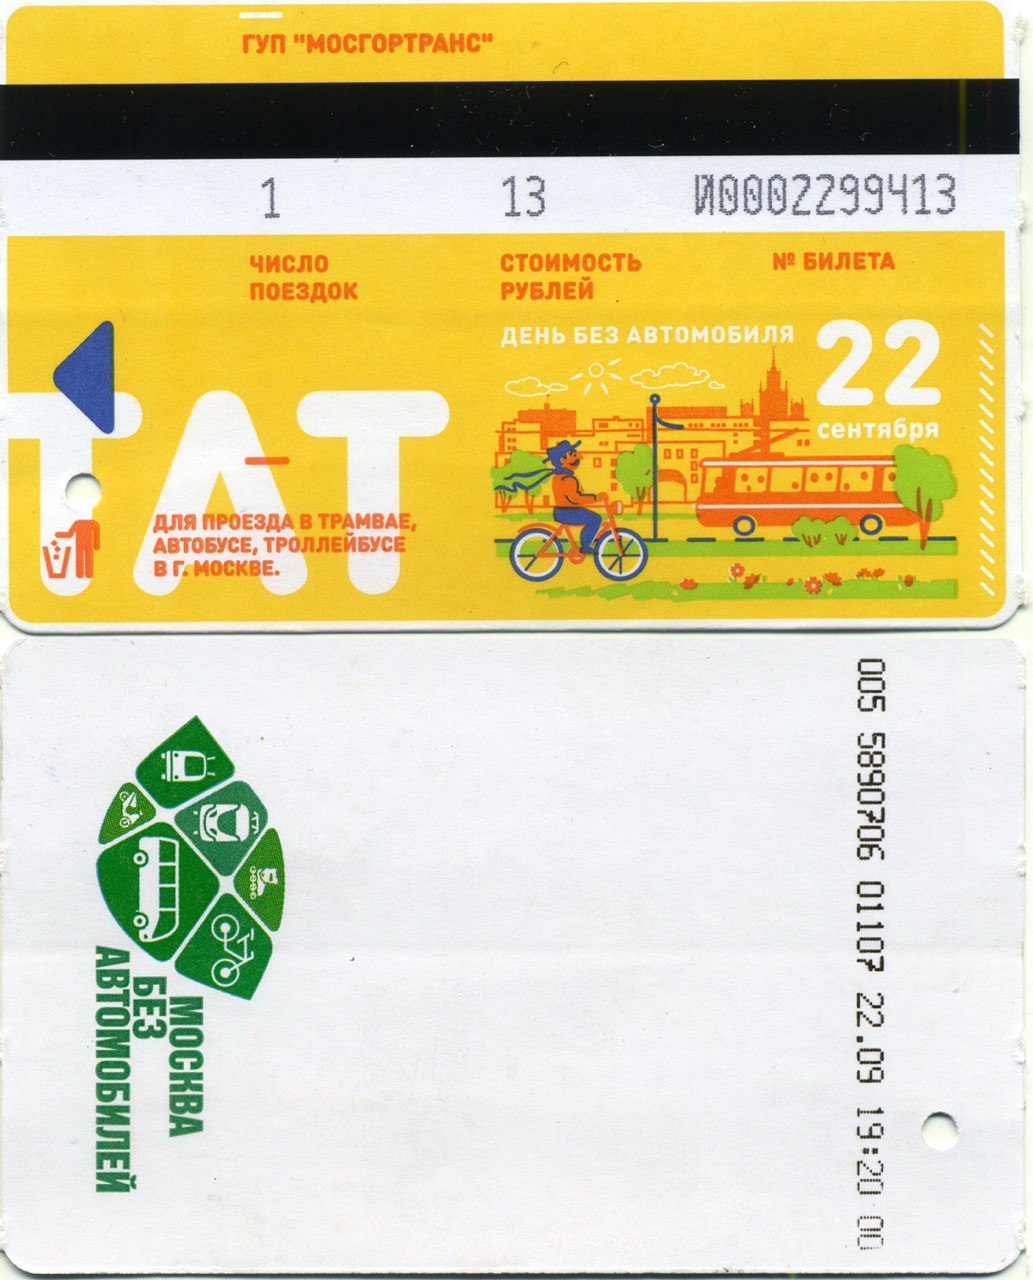 ГУП "МОСГОРТРАНС"
1 13 И0002299413
ЧИСЛО ПОЕЗДОК
СТОИМОСТЬ РУБЛЕЙ
№ БИЛЕТА
ДЕНЬ БЕЗ АВТОМОБИЛЯ
22
сентября
ТАТ
ДЛЯ ПРОЕЗДА В ТРАМВАЕ,
АВТОБУСЕ, ТРОЛЛЕЙБУСЕ
В Г. МОСКВЕ.
МОСКВА
БЕЗ
АВТОМОБИЛЕЙ
005 5890706 01107 22.09 19:20 00